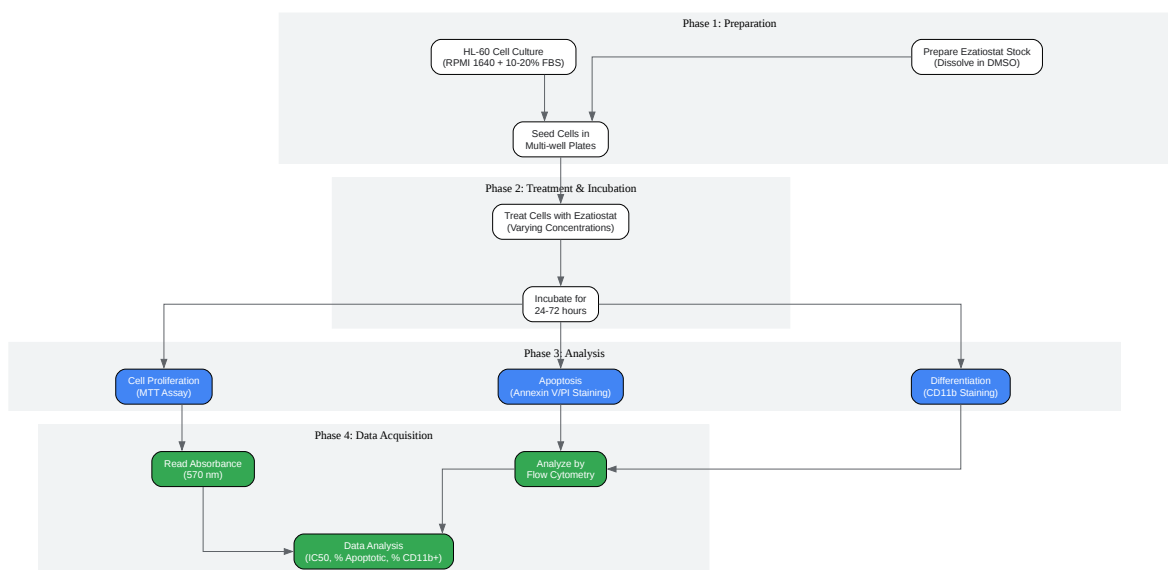 Phase 1: Preparation
HL-60 Cell Culture
(RPMI 1640 + 10-20% FBS)
Prepare Ezatiostat Stock
(Dissolve in DMSO)
Seed Cells in
Multi-well Plates
Phase 2: Treatment & Incubation
Treat Cells with Ezatiostat
(Varying Concentrations)
Incubate for
24-72 hours
Phase 3: Analysis
Cell Proliferation
(MTT Assay)
Apoptosis
(Annexin V/PI Staining)
Differentiation
(CD11b Staining)
Phase 4: Data Acquisition
Read Absorbance
(570 nm)
Analyze by
Flow Cytometry
Data Analysis
(IC50, % Apoptotic, % CD11b+)